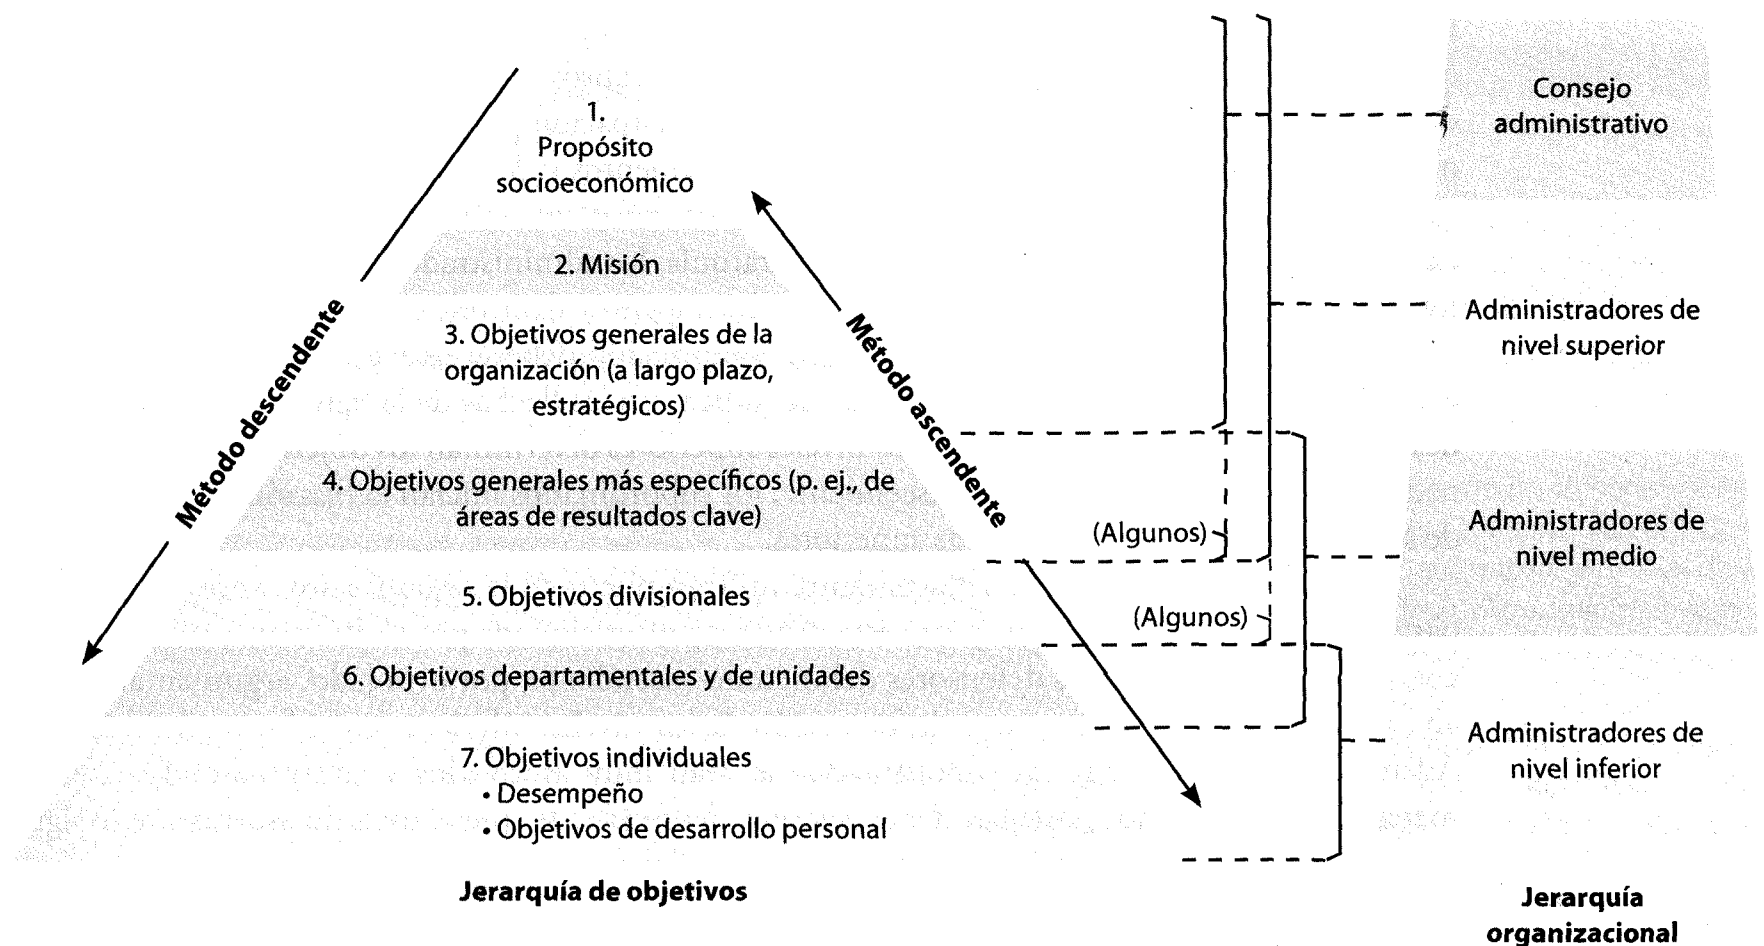 1.
Propósito
socioeconómico
2. Misión
3. Objetivos generales de la
organización (a largo plazo,
estratégicos)
4. Objetivos generales más específicos (p. ej., de
áreas de resultados clave)
5. Objetivos divisionales
6. Objetivos departamentales y de unidades
7. Objetivos individuales
• Desempeño
• Objetivos de desarrollo personal
Jerarquía de objetivos
Método descendente
Método ascendente
(Algunos)
(Algunos)
Consejo
administrativo
Administradores de
nivel superior
Administradores de
nivel medio
Administradores de
nivel inferior
Jerarquía
organizacional